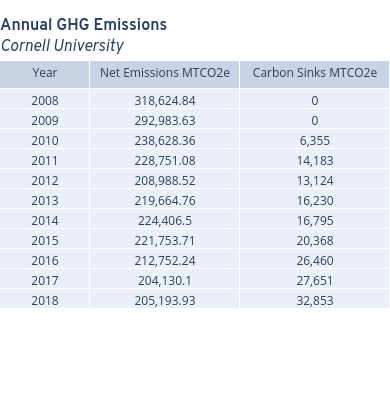 Annual GHG Emissions
Cornell University
Year Net Emissions MTCO2e Carbon Sinks MTCO2e
2008 318,624.84 0
2009 292,983.63 0
2010 238,628.36 6,355
2011 228,751.08 14,183
2012 208,988.52 13,124
2013 219,664.76 16,230
2014 224,406.5 16,795
2015 221,753.71 20,368
2016 212,752.24 26,460
2017 204,130.1 27,651
2018 205,193.93 32,853